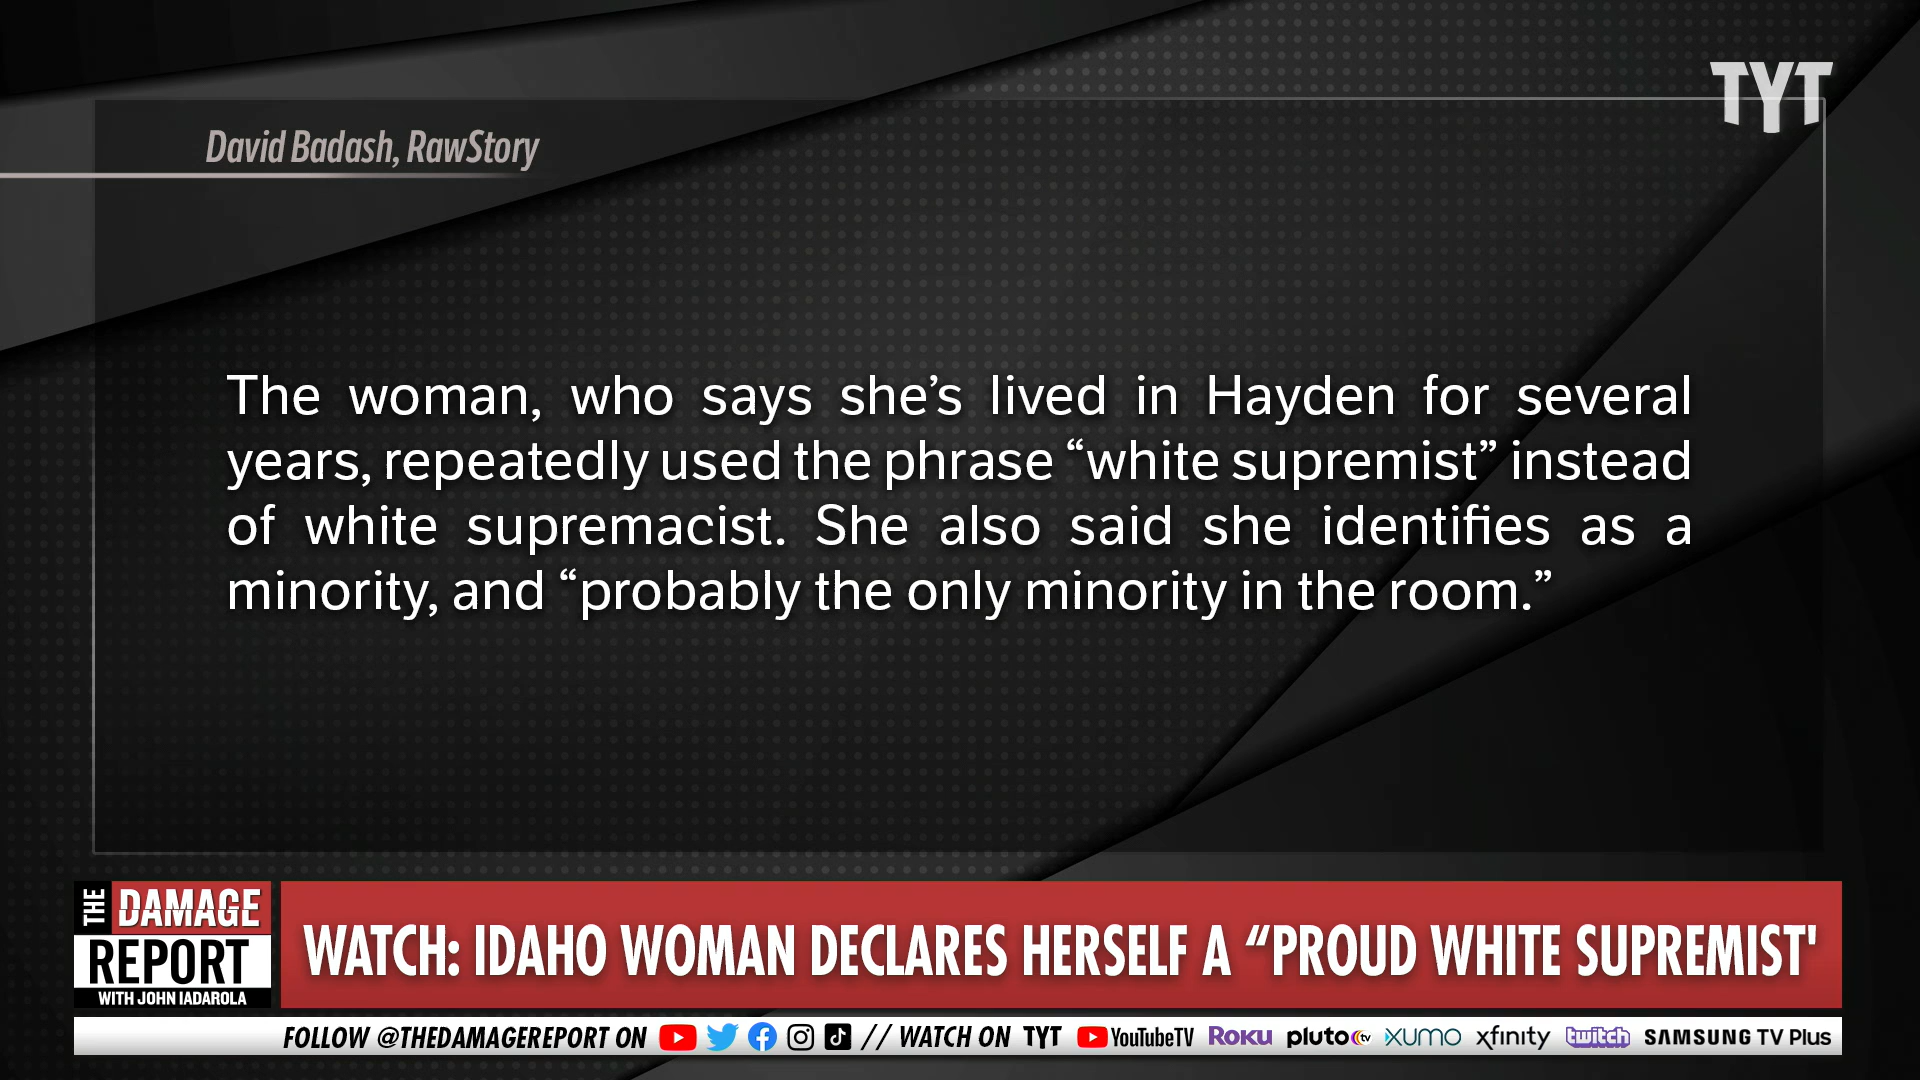 TYT
David Badash, RawStory
The woman, who says she’s lived in Hayden for several
years, repeatedly used the phrase “white supremist” instead
of white supremacist. She also said she identifies as a
minority, and “probably the only minority in the room.”
THE DAMAGE
REPORT
WITH JOHN IADAROLA
WATCH: IDAHO WOMAN DECLARES HERSELF A “PROUD WHITE SUPREMIST'
FOLLOW @THEDAMAGEREPORT ON // WATCH ON TYT YouTubeTV ROKU pluto tv XUMO xfinity twitch SAMSUNG TV Plus